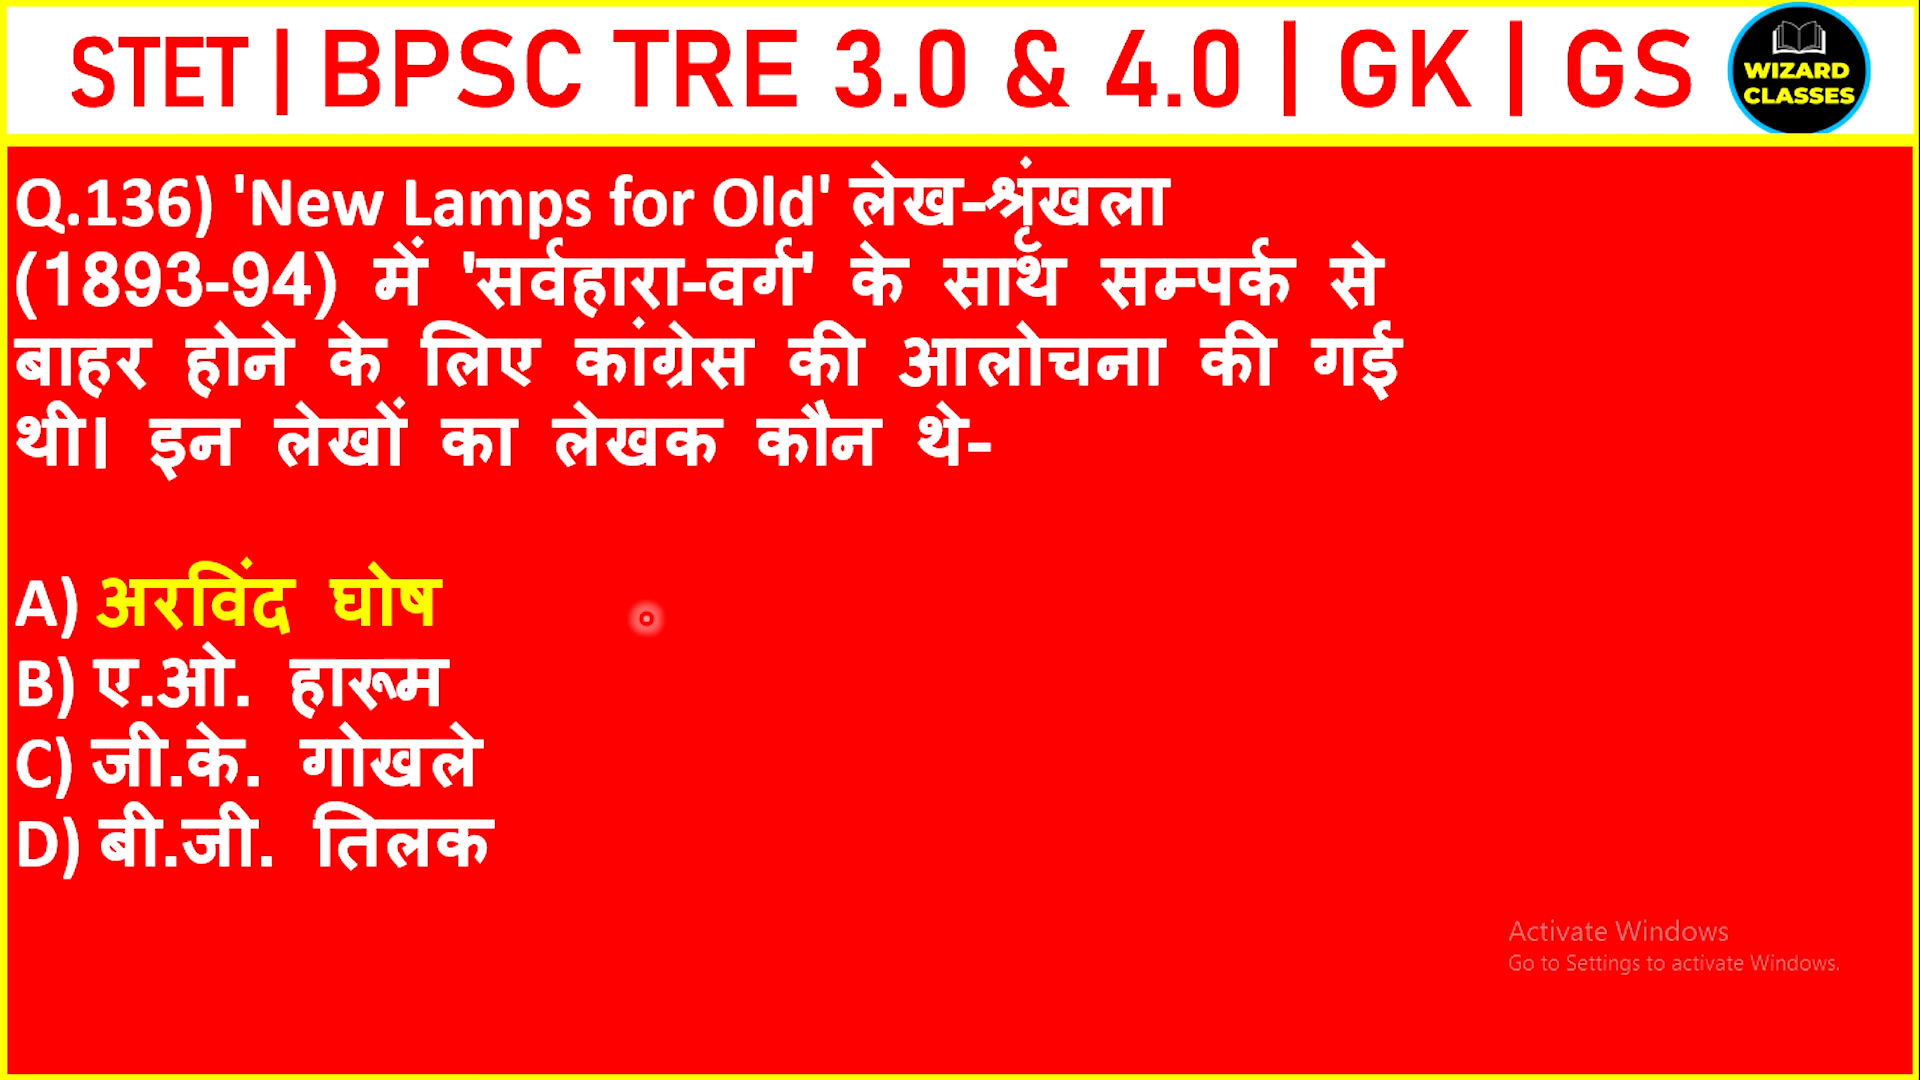 STET | BPSC TRE 3.0 & 4.0 | GK | GS
WIZARD
CLASSES
Q.136) 'New Lamps for Old' लेख-श्रृंखला
(1893-94) में 'सर्वहारा-वर्ग' के साथ सम्पर्क से
बाहर होने के लिए कांग्रेस की आलोचना की गई
थी। इन लेखों का लेखक कौन थे-
A) अरविंद घोष
B) ए.ओ. हारूम
C) जी.के. गोखले
D) बी.जी. तिलक
Activate Windows
Go to Settings to activate Windows.